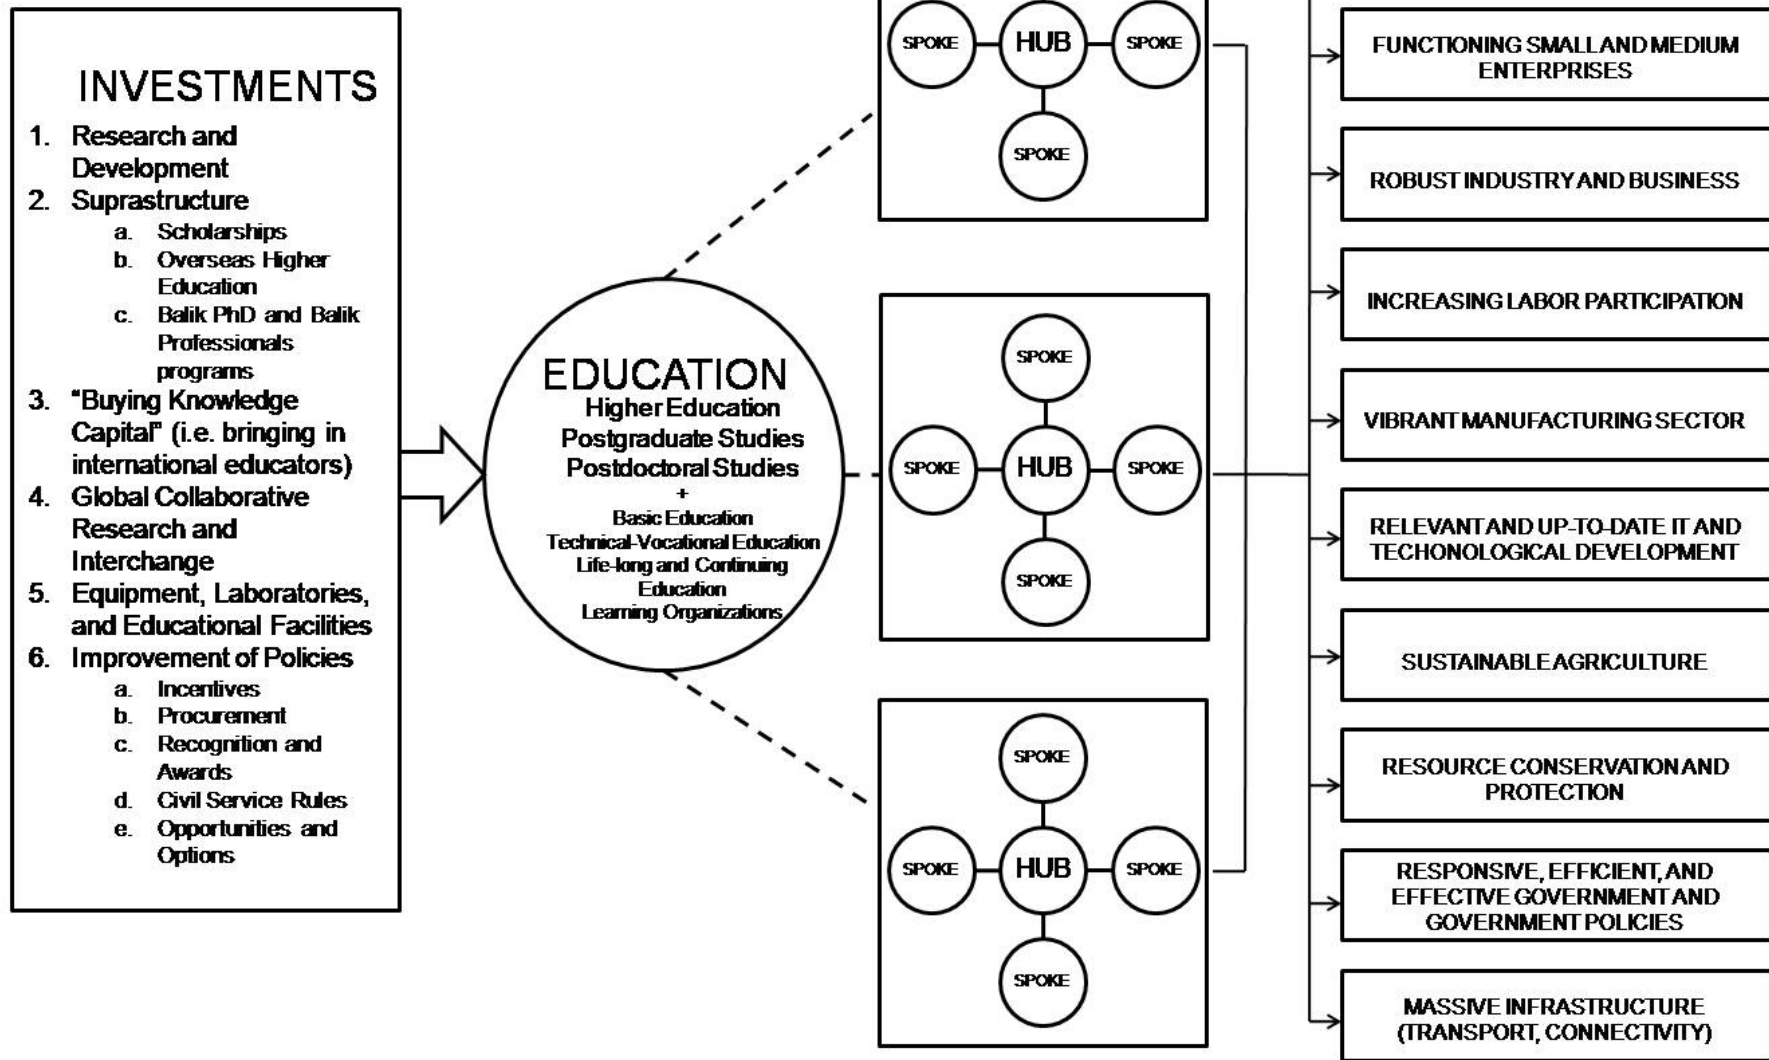 INVESTMENTS
1. Research and
Development
2. Suprastructure
a. Scholarships
b. Overseas Higher
Education
c. Balik PhD and Balik
Professionals
programs
3. "Buying Knowledge
Capital" (i.e. bringing in
international educators)
4. Global Collaborative
Research and
Interchange
5. Equipment, Laboratories,
and Educational Facilities
6. Improvement of Policies
a. Incentives
b. Procurement
c. Recognition and
Awards
d. Civil Service Rules
e. Opportunities and
Options
EDUCATION
Higher Education
Postgraduate Studies
Postdoctoral Studies
+
Basic Education
Technical-Vocational Education
Life-long and Continuing
Education
Learning Organizations
SPOKE HUB SPOKE
SPOKE
SPOKE
SPOKE HUB SPOKE
SPOKE
SPOKE
SPOKE HUB SPOKE
SPOKE
FUNCTIONING SMALL AND MEDIUM
ENTERPRISES
ROBUST INDUSTRY AND BUSINESS
INCREASING LABOR PARTICIPATION
VIBRANT MANUFACTURING SECTOR
RELEVANT AND UP-TO-DATE IT AND
TECHONOLOGICAL DEVELOPMENT
SUSTAINABLE AGRICULTURE
RESOURCE CONSERVATION AND
PROTECTION
RESPONSIVE, EFFICIENT, AND
EFFECTIVE GOVERNMENT AND
GOVERNMENT POLICIES
MASSIVE INFRASTRUCTURE
(TRANSPORT, CONNECTIVITY)